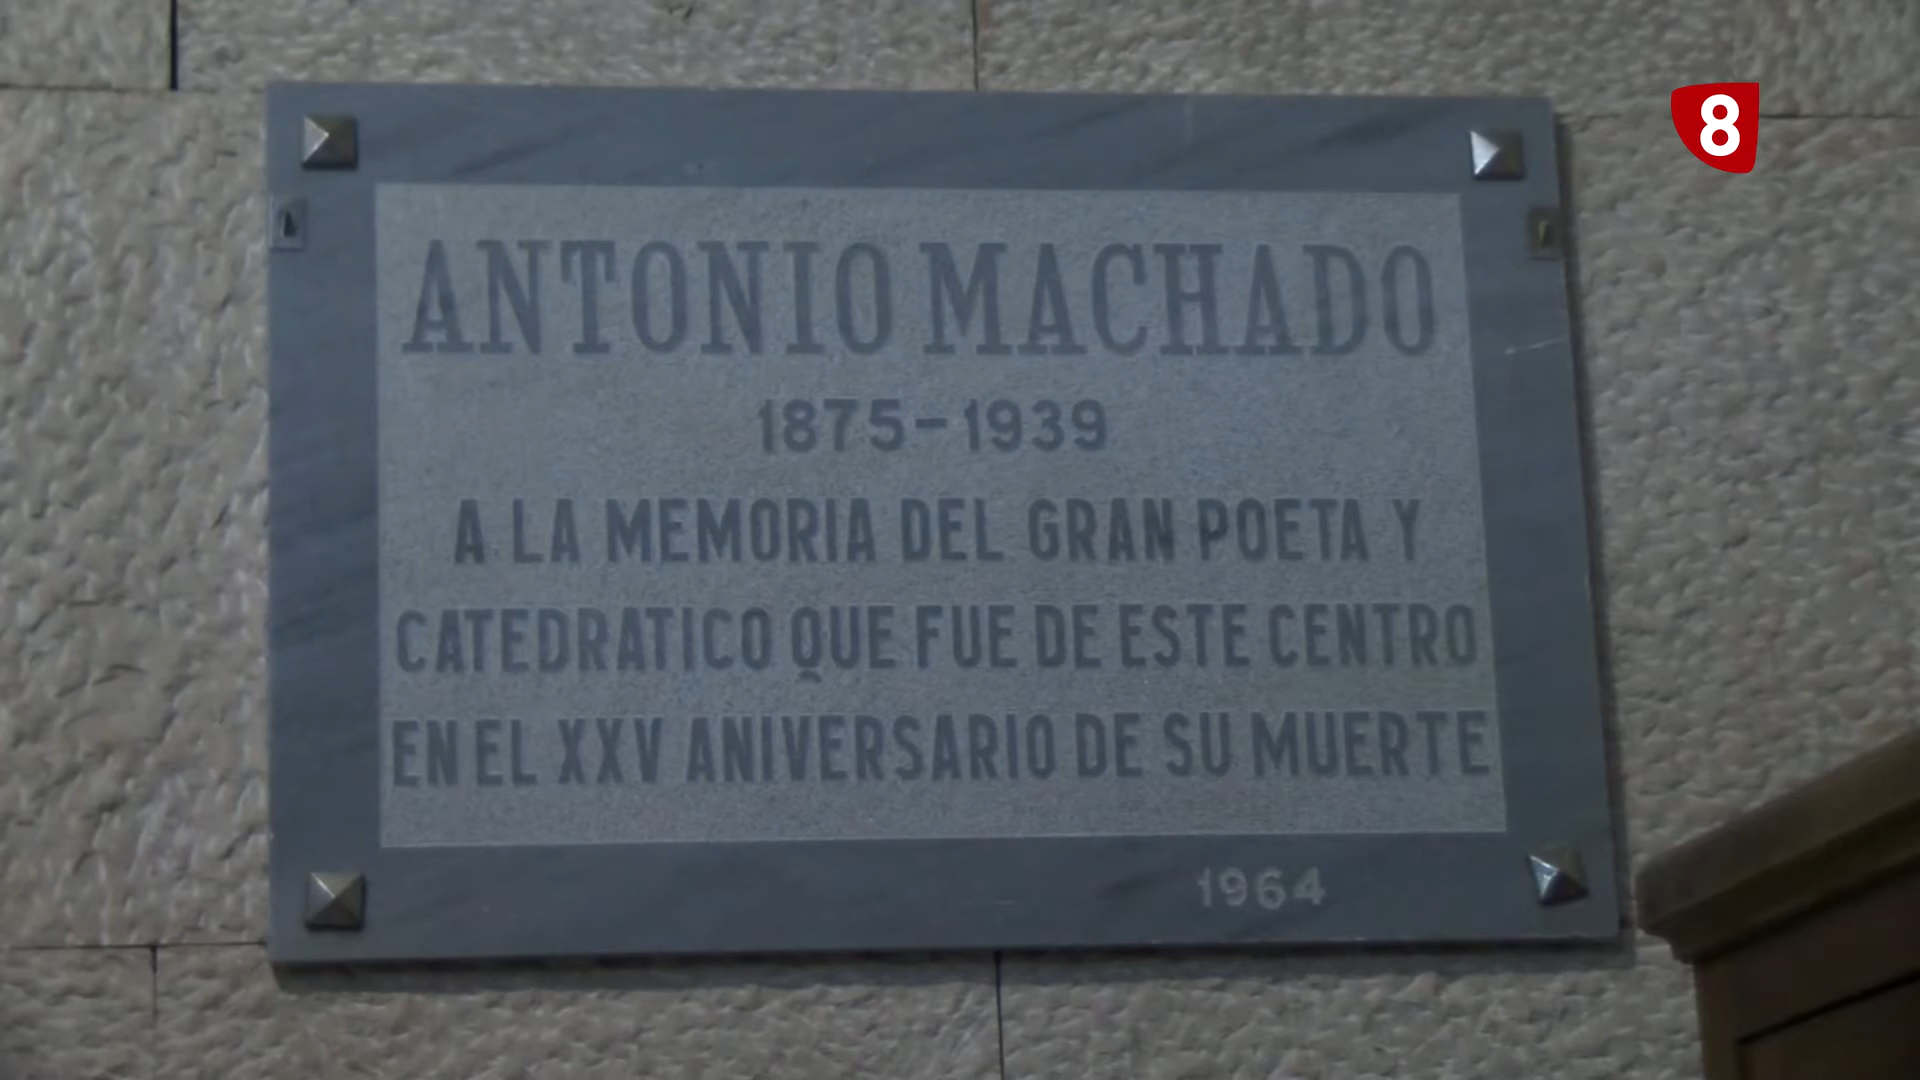 8
ANTONIO MACHADO
1875-1939
A LA MEMORIA DEL GRAN POETA Y
CATEDRATICO QUE FUE DE ESTE CENTRO
EN EL XXV ANIVERSARIO DE SU MUERTE
1964